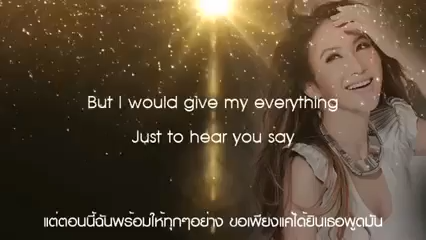 But I would give my everything
Just to hear you say
แต่ตอนนี้ฉันพร้อมให้ทุกๆอย่าง ขอเพียงแค่ได้ยินเธอพูดมัน